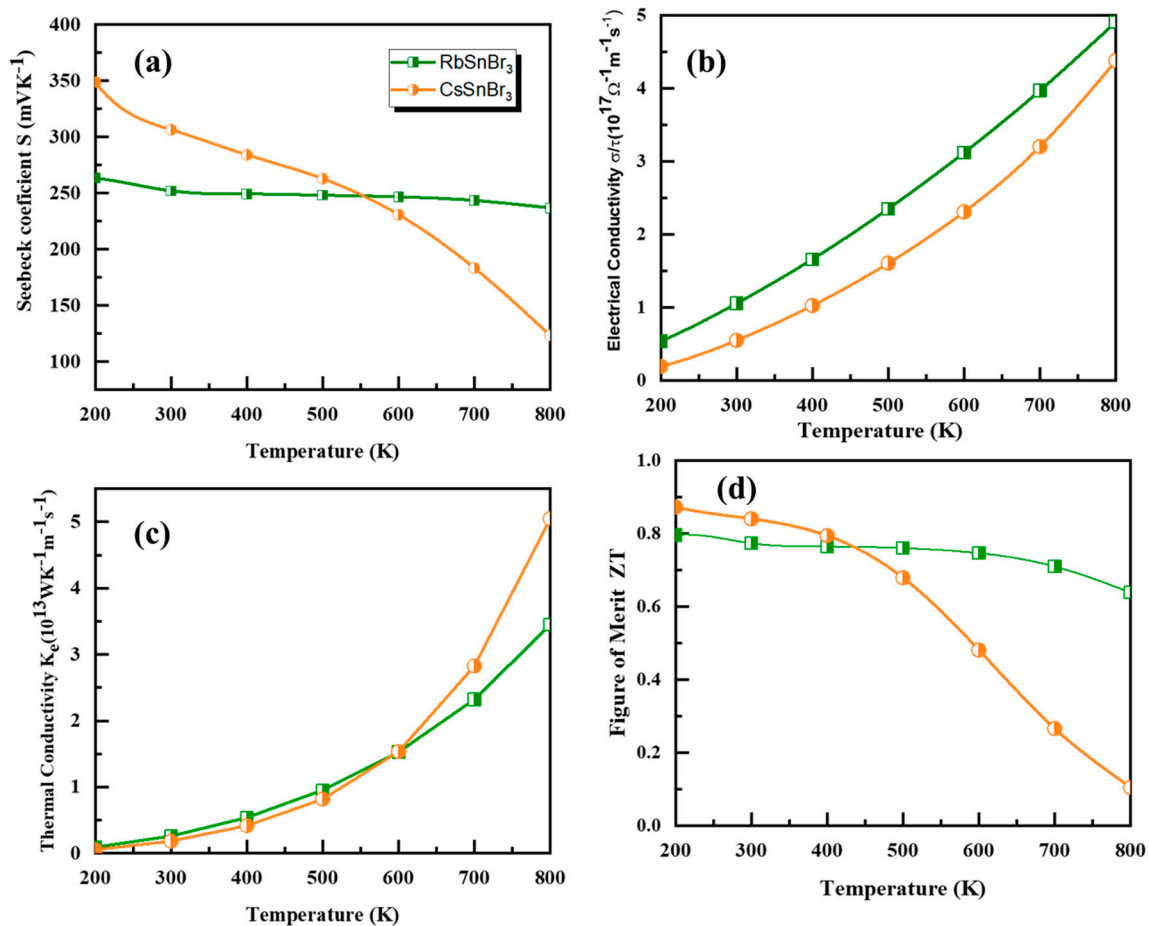 (a)
RbSnBr3
CsSnBr3
Seebeck coeficient S (mVK-1)
400
350
300
250
200
150
100
200 300 400 500 600 700 800
Temperature (K)
(b)
Electrical Conductivity σ/τ(10^17Ω-1m-1s-1)
5
4
3
2
1
0
200 300 400 500 600 700 800
Temperature (K)
(c)
Thermal Conductivity Ke(10^13WK-1m-1s-1)
5
4
3
2
1
0
200 300 400 500 600 700 800
Temperature (K)
(d)
Figure of Merit ZT
1.0
0.8
0.6
0.4
0.2
0.0
200 300 400 500 600 700 800
Temperature (K)